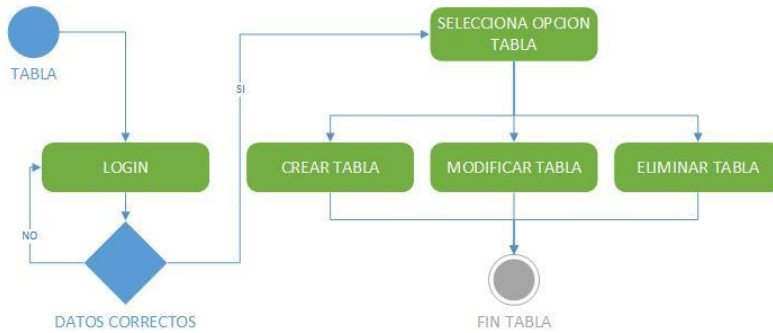 TABLA
SELECCIONA OPCION
TABLA
SI
LOGIN
CREAR TABLA
MODIFICAR TABLA
ELIMINAR TABLA
NO
DATOS CORRECTOS
FIN TABLA